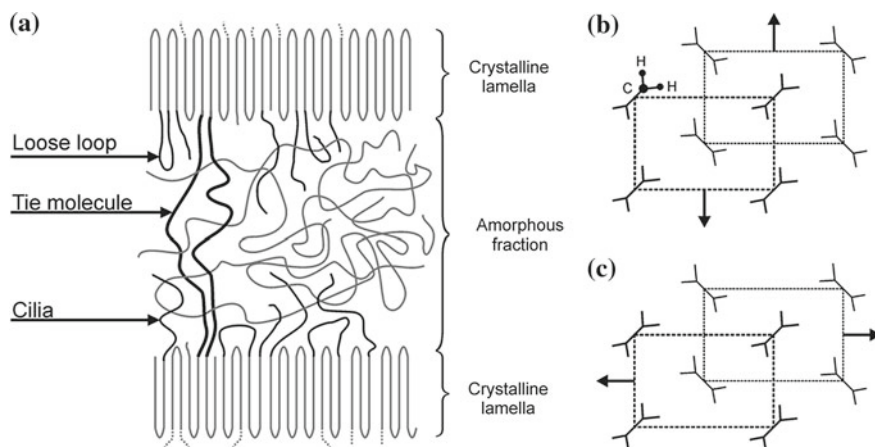 (a)
Loose loop
Tie molecule
Cilia
Crystalline
lamella
Amorphous
fraction
Crystalline
lamella
(b)
H
C
H
(c)